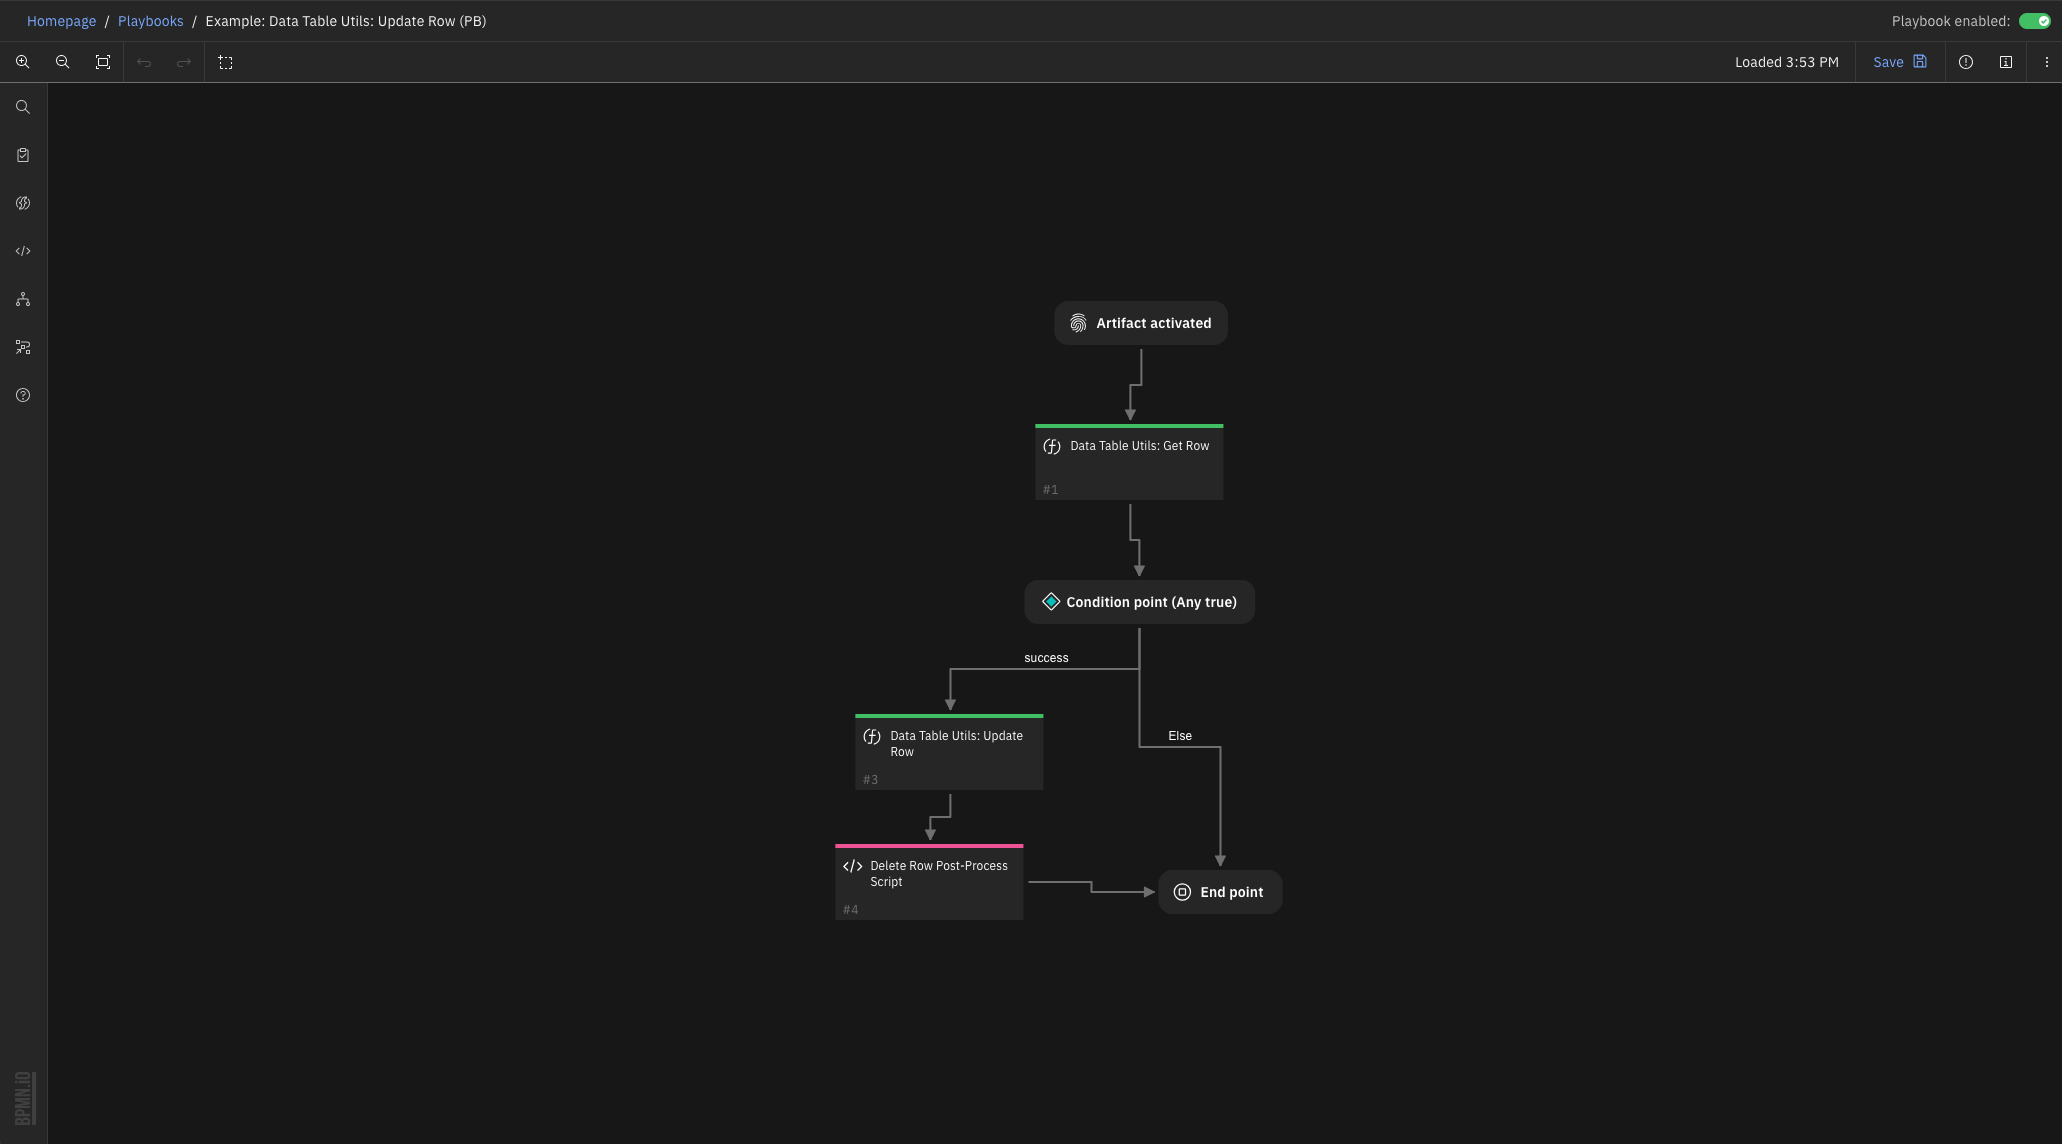 Homepage / Playbooks / Example: Data Table Utils: Update Row (PB)
Playbook enabled:
Loaded 3:53 PM
Save
Artifact activated
Data Table Utils: Get Row
#1
Condition point (Any true)
success
Data Table Utils: Update
Row
#3
Else
Delete Row Post-Process
Script
#4
End point
BPMN.iO